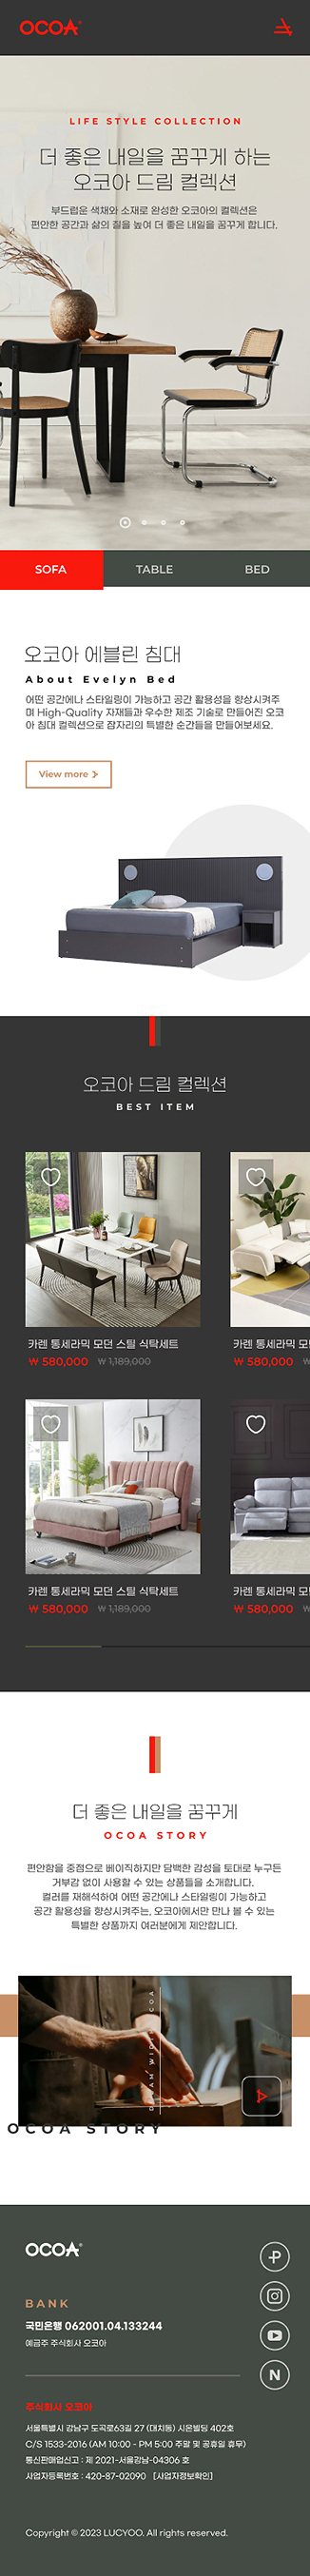 OCOA
LIFE STYLE COLLECTION
더 좋은 내일을 꿈꾸게 하는
오코아 드림 컬렉션
부드럽운 색채와 소재로 완성한 오코아의 컬렉션은
편안한 공간과 삶의 질을 높여 더 좋은 내일을 꿈꾸게 합니다.
SOFA TABLE BED
오코아 에블린 침대
About Evelyn Bed
어떤 공간에나 스타일링이 가능하고 공간 활용성을 향상시켜주
며 High-Quality 자재들과 우수한 제조 기술로 만들어진 오코
아 침대 컬렉션으로 잠자리의 특별한 순간들을 만들어보세요.
View more
오코아 드림 컬렉션
BEST ITEM
카렌 통세라믹 모던 스틸 식탁세트 카렌 통세라믹 모던
₩ 580,000 ₩ 1,189,000 ₩ 580,000 ₩
카렌 통세라믹 모던 스틸 식탁세트 카렌 통세라믹 모던
₩ 580,000 ₩ 1,189,000 ₩ 580,000 ₩
더 좋은 내일을 꿈꾸게
OCOA STORY
편안함을 중점으로 베이직하지만 담백한 감성을 토대로 누구든
거부감 없이 사용할 수 있는 상품들을 소개합니다.
컬러를 재해석하여 어떤 공간에나 스타일링이 가능하고
공간 활용성을 향상시켜주는, 오코아에서만 만나 볼 수 있는
특별한 상품까지 여러분에게 제안합니다.
OCOA STORY
OCOA
BANK
국민은행 062001.04.133244
예금주 주식회사 오코아
주식회사 오코아
서울특별시 강남구 도곡로63길 27 (대치동) 시온빌딩 402호
C/S 1533-2016 (AM 10:00 - PM 5:00 주말 및 공휴일 휴무)
통신판매업신고 : 제 2021-서울강남-04306 호
사업자등록번호 : 420-87-02090 [사업자정보확인]
Copyright © 2023 LUCYOO. All rights reserved.